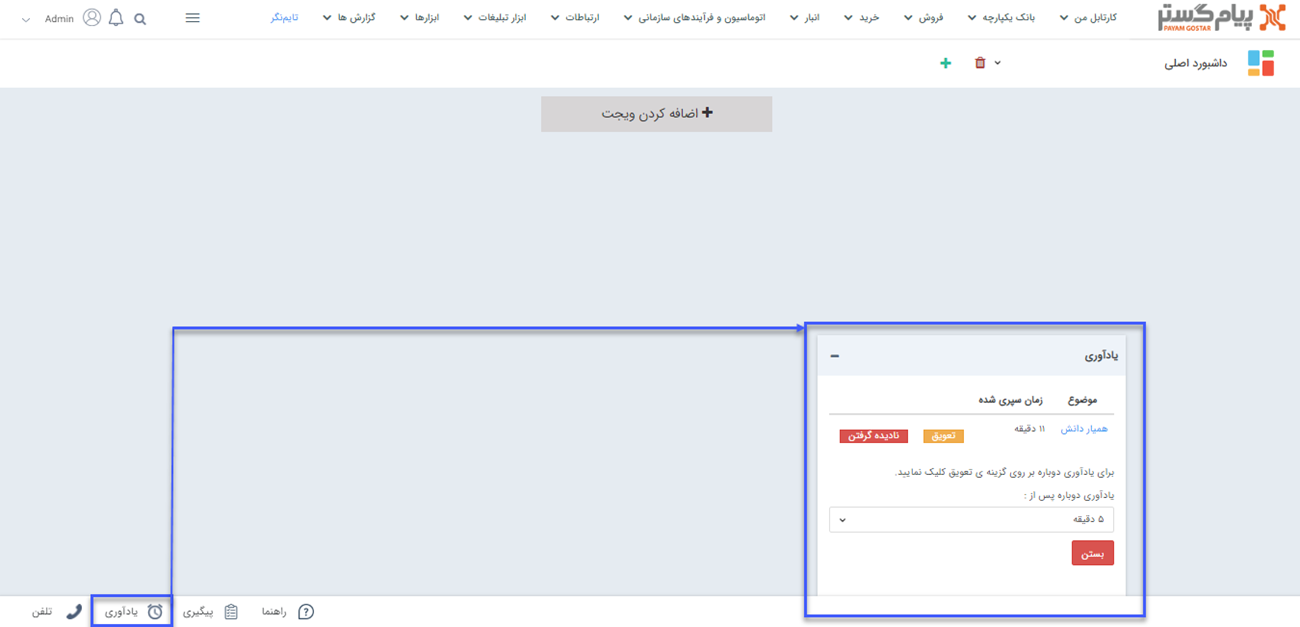 پیام گستر
PAYAM GOSTAR
کارتابل من
بانک یکپارچه
فروش
خرید
انبار
اتوماسیون و فرآیندهای سازمانی
ارتباطات
ابزار تبلیغات
ابزارها
گزارش ها
تایم‌نگر
Admin
داشبورد اصلی
اضافه کردن ویجت
یادآوری
موضوع زمان سپری شده
همیار دانش ۱۱ دقیقه تعویق نادیده گرفتن
برای یادآوری دوباره بر روی گزینه ی تعویق کلیک نمایید.
یادآوری دوباره پس از :
۵ دقیقه
بستن
راهنما
پیگیری
یادآوری
تلفن